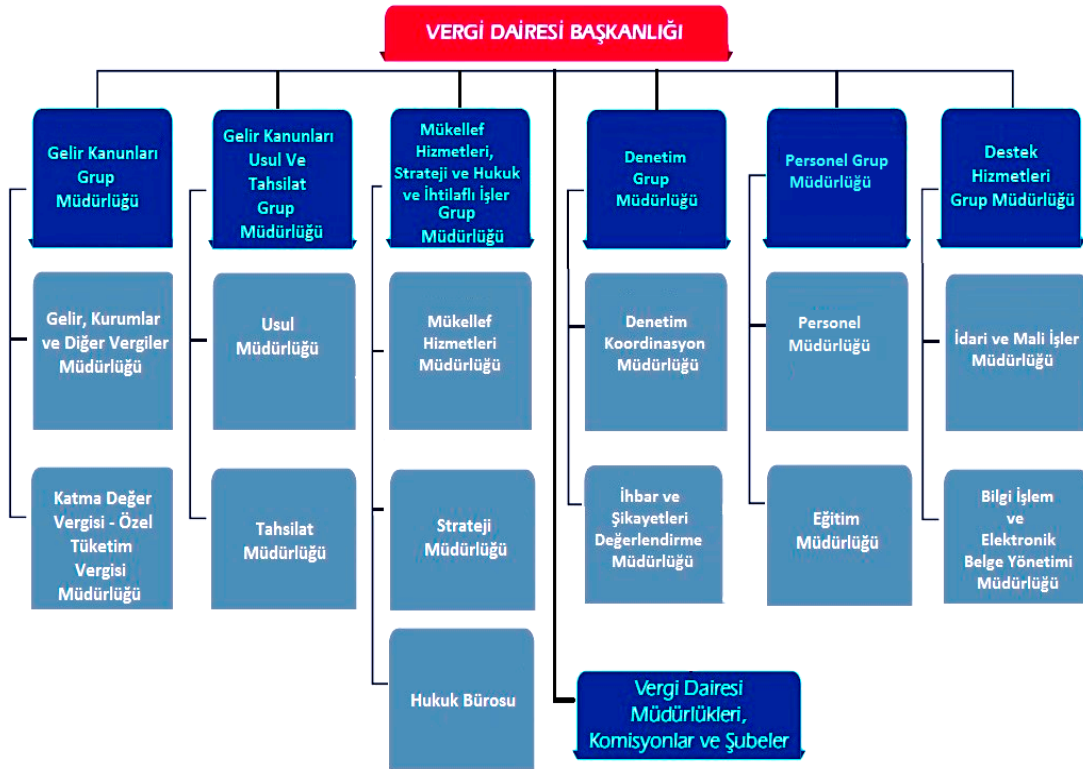 VERGİ DAİRESİ BAŞKANLIĞI
Gelir Kanunları
Grup
Müdürlüğü
Gelir Kanunları
Usul Ve
Tahsilat
Grup
Müdürlüğü
Mükellef
Hizmetleri,
Strateji ve Hukuk
ve İhtilaflı İşler
Grup
Müdürlüğü
Denetim
Grup
Müdürlüğü
Personel Grup
Müdürlüğü
Destek
Hizmetleri
Grup Müdürlüğü
Gelir, Kurumlar
ve Diğer Vergiler
Müdürlüğü
Usul
Müdürlüğü
Mükellef
Hizmetleri
Müdürlüğü
Denetim
Koordinasyon
Müdürlüğü
Personel
Müdürlüğü
İdari ve Mali İşler
Müdürlüğü
Katma Değer
Vergisi - Özel
Tüketim
Vergisi
Müdürlüğü
Tahsilat
Müdürlüğü
Strateji
Müdürlüğü
İhbar ve
Şikayetleri
Değerlendirme
Müdürlüğü
Eğitim
Müdürlüğü
Bilgi İşlem
ve
Elektronik
Belge Yönetimi
Müdürlüğü
Hukuk Bürosu
Vergi Dairesi
Müdürlükleri,
Komisyonlar ve Şubeler